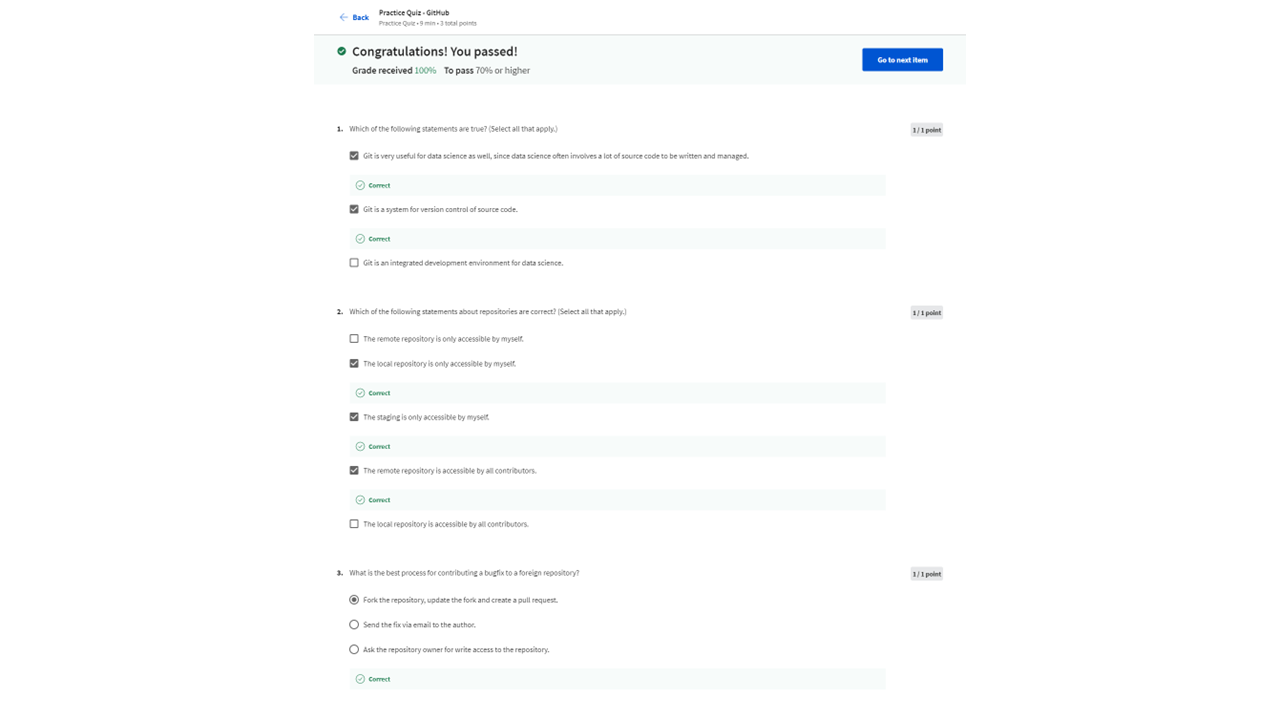 Back
Practice Quiz - GitHub
Practice Quiz • 9 min • 3 total points
Congratulations! You passed!
Grade received 100% To pass 70% or higher
Go to next item
1. Which of the following statements are true? (Select all that apply.)
1 / 1 point
Git is very useful for data science as well, since data science often involves a lot of source code to be written and managed.
Correct
Git is a system for version control of source code.
Correct
Git is an integrated development environment for data science.
2. Which of the following statements about repositories are correct? (Select all that apply.)
1 / 1 point
The remote repository is only accessible by myself.
The local repository is only accessible by myself.
Correct
The staging is only accessible by myself.
Correct
The remote repository is accessible by all contributors.
Correct
The local repository is accessible by all contributors.
3. What is the best process for contributing a bugfix to a foreign repository?
1 / 1 point
Fork the repository, update the fork and create a pull request.
Send the fix via email to the author.
Ask the repository owner for write access to the repository.
Correct